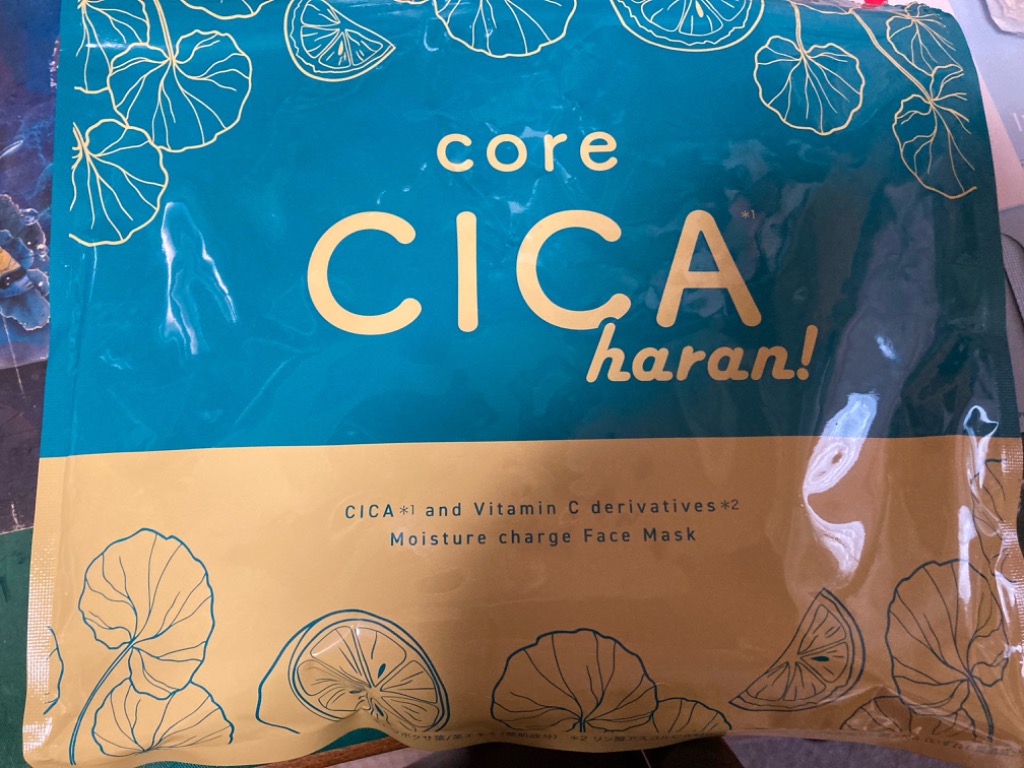 core
CICA*1
haran!
CICA*1 and Vitamin C derivatives*2
Moisture charge Face Mask